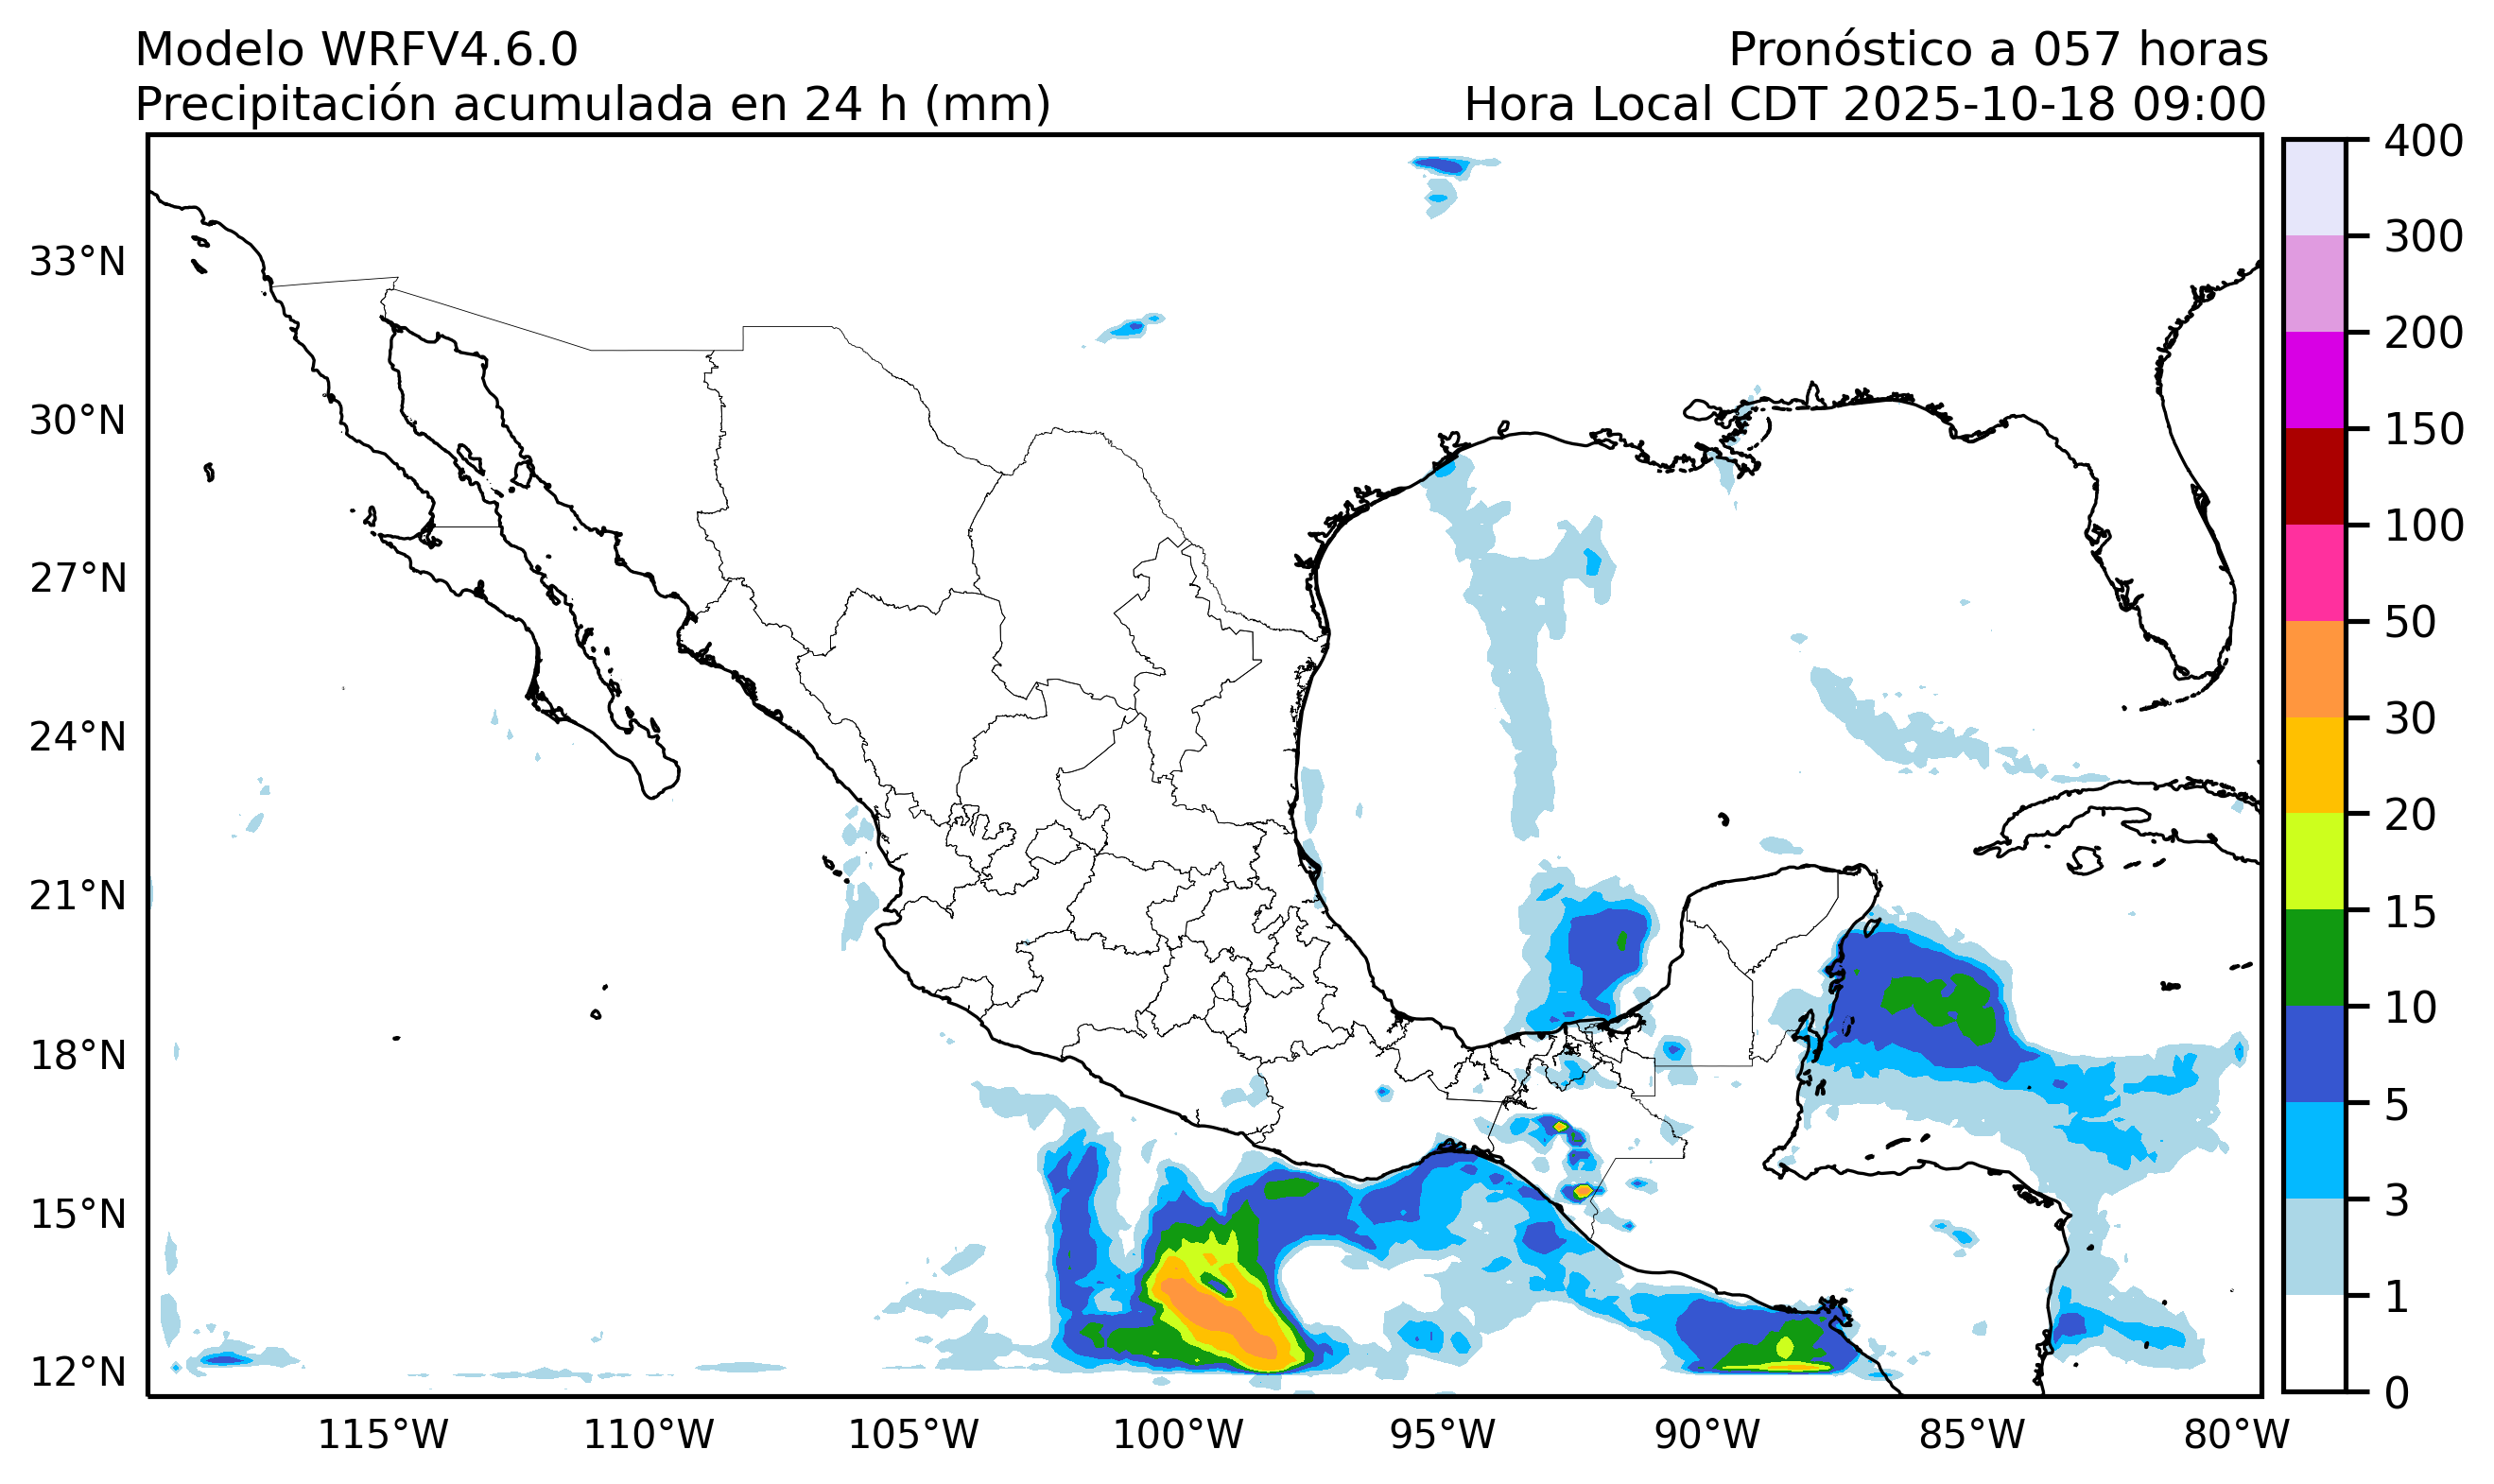 Modelo WRFV4.6.0
Pronóstico a 057 horas
Precipitación acumulada en 24 h (mm)
Hora Local CDT 2025-10-18 09:00
400
300
200
150
100
50
30
20
15
10
5
3
1
0
33°N
30°N
27°N
24°N
21°N
18°N
15°N
12°N
115°W
110°W
105°W
100°W
95°W
90°W
85°W
80°W